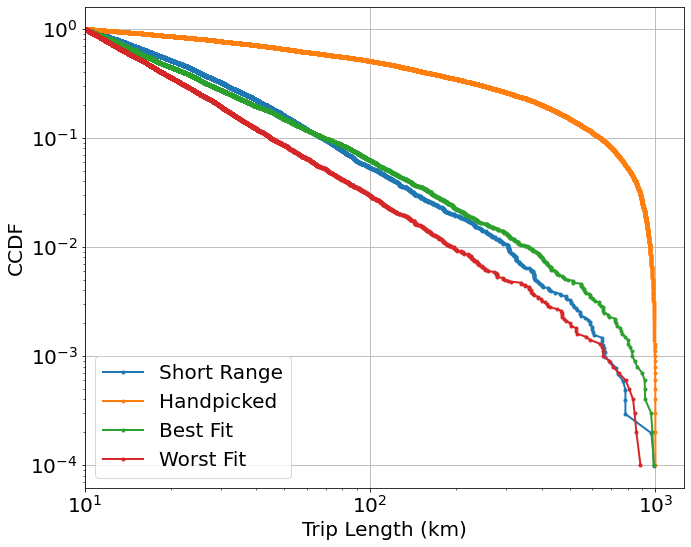 10⁰
10⁻¹
10⁻²
10⁻³
10⁻⁴
CCDF
Short Range
Handpicked
Best Fit
Worst Fit
10¹ 10² 10³
Trip Length (km)